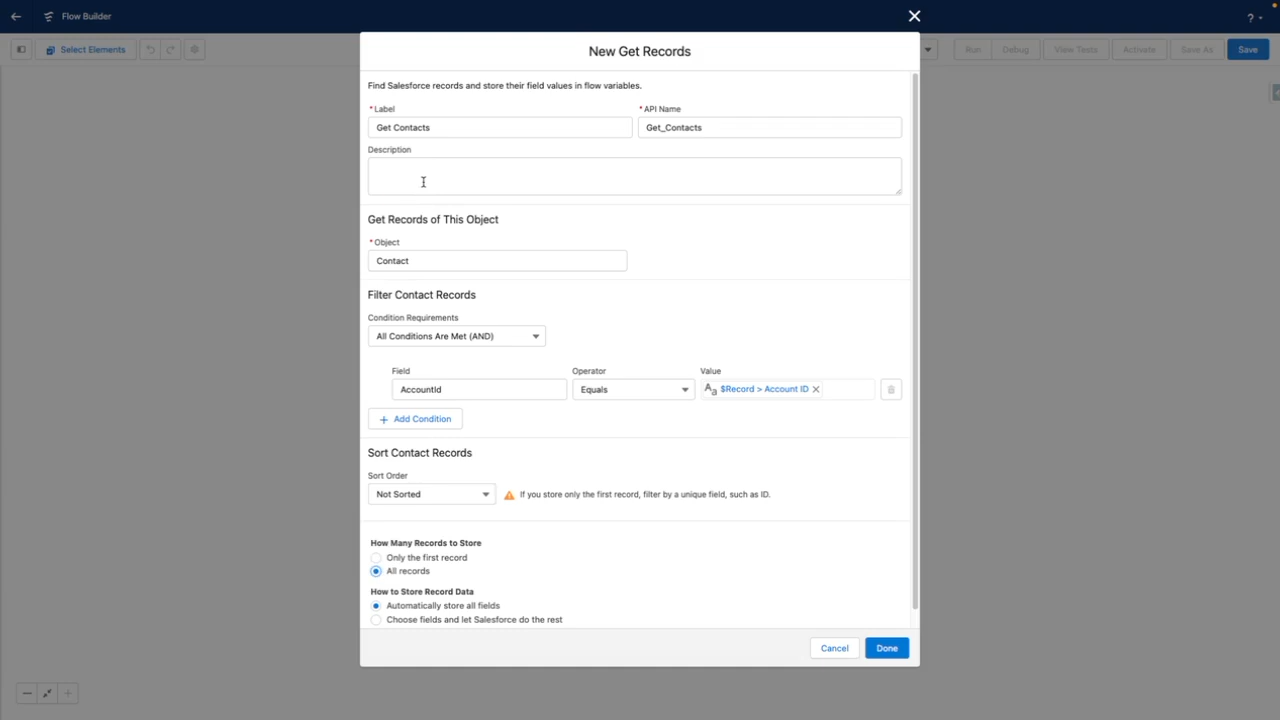 Flow Builder
?
Select Elements
Run
Debug
View Tests
Activate
Save As
Save
New Get Records
Find Salesforce records and store their field values in flow variables.
* Label
* API Name
Get Contacts
Get_Contacts
Description
Get Records of This Object
* Object
Contact
Filter Contact Records
Condition Requirements
All Conditions Are Met (AND)
Field
Operator
Value
AccountId
Equals
Aa $Record > Account ID
+ Add Condition
Sort Contact Records
Sort Order
Not Sorted
If you store only the first record, filter by a unique field, such as ID.
How Many Records to Store
Only the first record
All records
How to Store Record Data
Automatically store all fields
Choose fields and let Salesforce do the rest
Cancel
Done